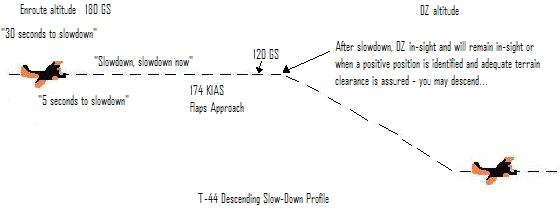 Enroute altitude 180 GS
DZ altitude
"30 seconds to slowdown"
"Slowdown, slowdown now"
120 GS
After slowdown, DZ in-sight and will remain in-sight or
when a positive position is identified and adequate terrain
clearance is assured - you may descend...
"5 seconds to slowdown"
174 KIAS
Flaps Approach
T-44 Descending Slow-Down Profile